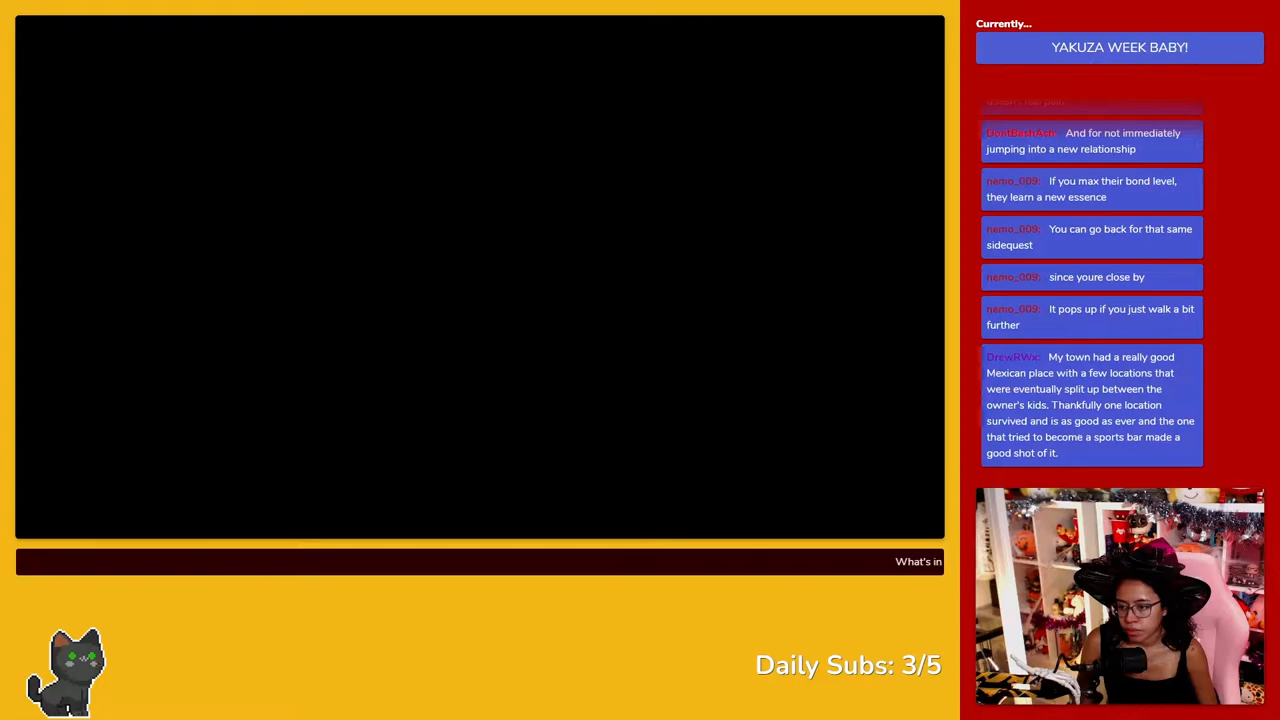 Currently...
YAKUZA WEEK BABY!
DontBashAsh: And for not immediately
jumping into a new relationship
nemo_009: If you max their bond level,
they learn a new essence
nemo_009: You can go back for that same
sidequest
nemo_009: since youre close by
nemo_009: It pops up if you just walk a bit
further
DrewRWx: My town had a really good
Mexican place with a few locations that
were eventually split up between the
owner's kids. Thankfully one location
survived and is as good as ever and the one
that tried to become a sports bar made a
good shot of it.
What's in
Daily Subs: 3/5